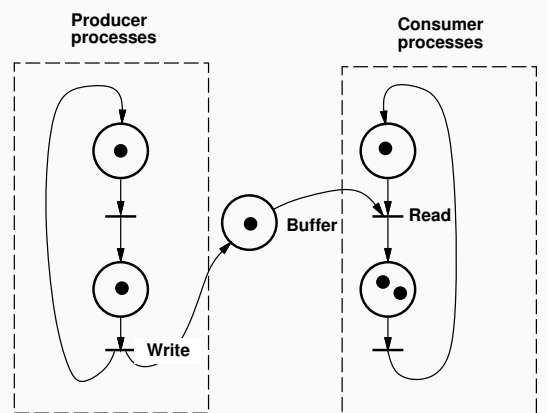 Producer
processes
Consumer
processes
Buffer
Read
Write